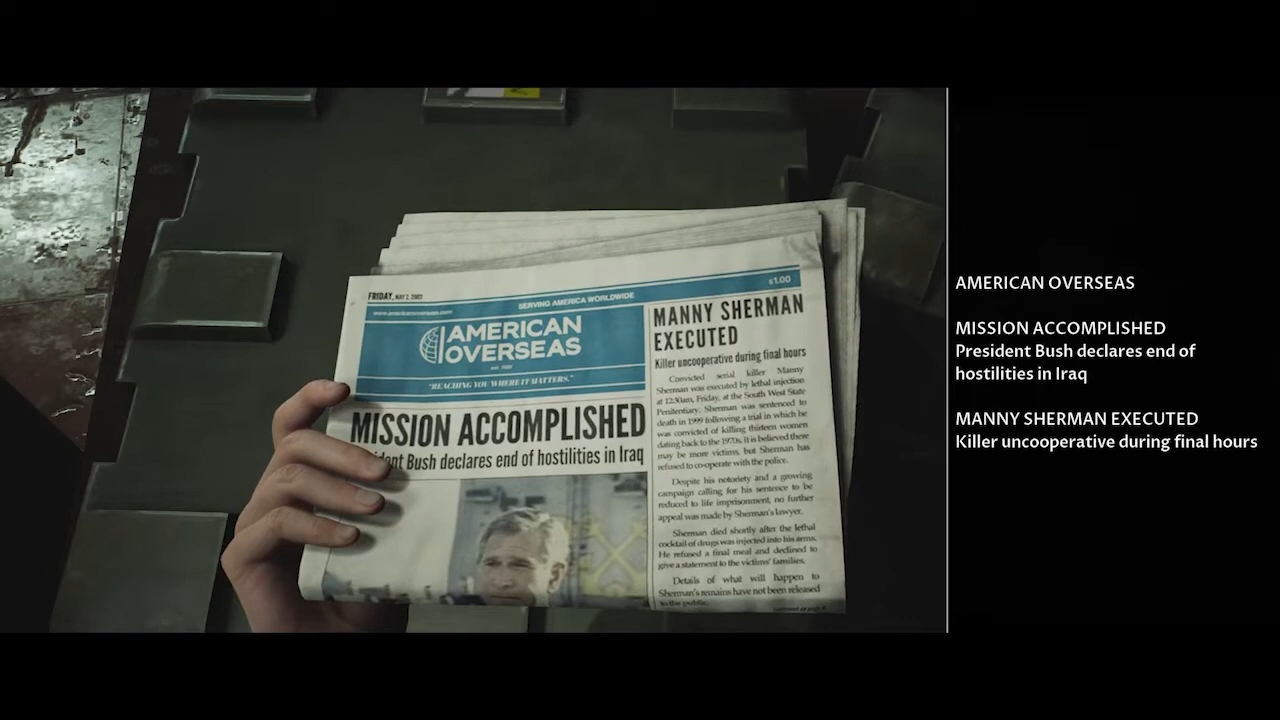 FRIDAY, MAY 2, 2003
SERVING AMERICA WORLDWIDE
$1.00
www.americanoverseas.com
AMERICAN
OVERSEAS
"REACHING YOU WHERE IT MATTERS."
MISSION ACCOMPLISHED
ent Bush declares end of hostilities in Iraq
MANNY SHERMAN
EXECUTED
Killer uncooperative during final hours
Convicted serial killer Manny
Sherman was executed by lethal injection
at 12:30am, Friday, at the South West State
Penitentiary. Sherman was sentenced to
death in 1999 following a trial in which he
was convicted of killing thirteen women
dating back to the 1970s. It is believed there
may be more victims, but Sherman has
refused to co-operate with the police.
Despite his notoriety and a growing
campaign calling for his sentence to be
reduced to life imprisonment, no further
appeal was made by Sherman's lawyer.
Sherman died shortly after the lethal
cocktail of drugs was injected into his arms.
He refused a final meal and declined to
give a statement to the victims' families.
Details of what will happen to
Sherman's remains have not been released
to the public.
AMERICAN OVERSEAS
MISSION ACCOMPLISHED
President Bush declares end of
hostilities in Iraq
MANNY SHERMAN EXECUTED
Killer uncooperative during final hours